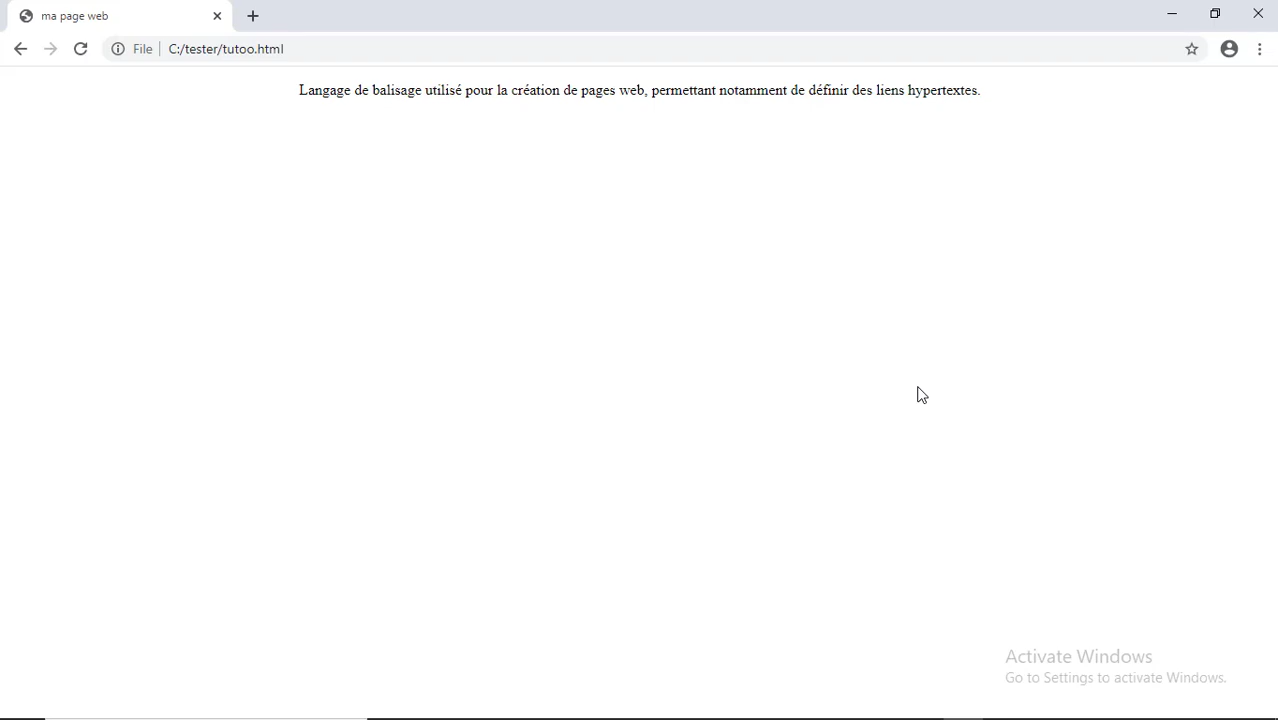 ma page web
File
C:/tester/tutoo.html
Langage de balisage utilisé pour la création de pages web, permettant notamment de définir des liens hypertextes.
Activate Windows
Go to Settings to activate Windows.